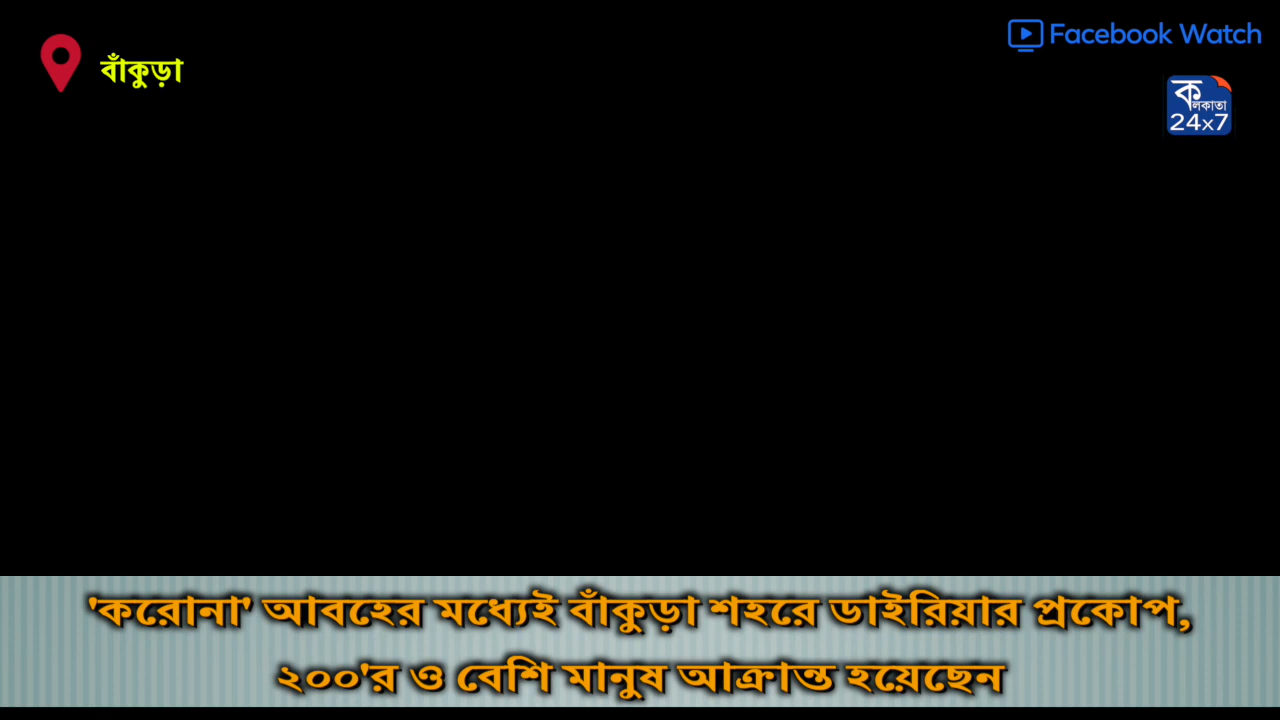 Facebook Watch
বাঁকুড়া
কলকাতা
24x7
'করোনা' আবহের মধ্যেই বাঁকুড়া শহরে ডাইরিয়ার প্রকোপ,
২০০'র ও বেশি মানুষ আক্রান্ত হয়েছেন